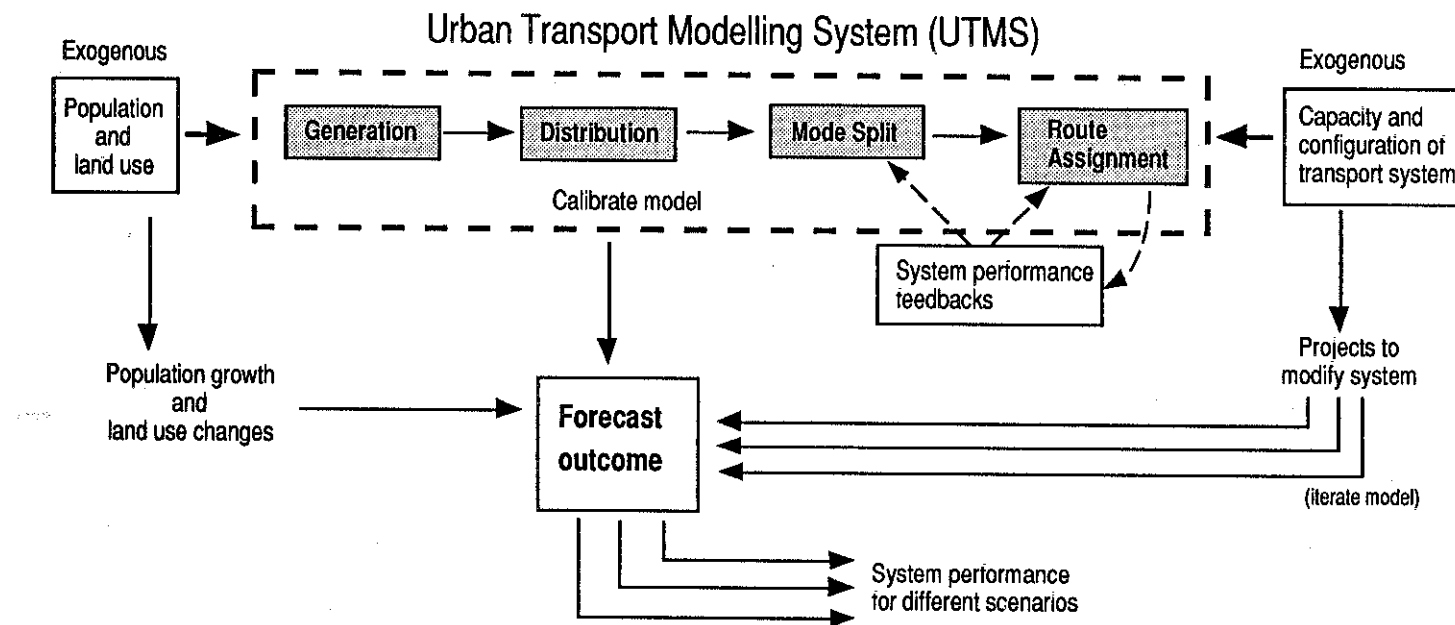 Urban Transport Modelling System (UTMS)
Exogenous
Population
and
land use
Generation
Distribution
Mode Split
Route
Assignment
Exogenous
Capacity and
configuration of
transport system
Calibrate model
System performance
feedbacks
Population growth
and
land use changes
Forecast
outcome
Projects to
modify system
(iterate model)
System performance
for different scenarios